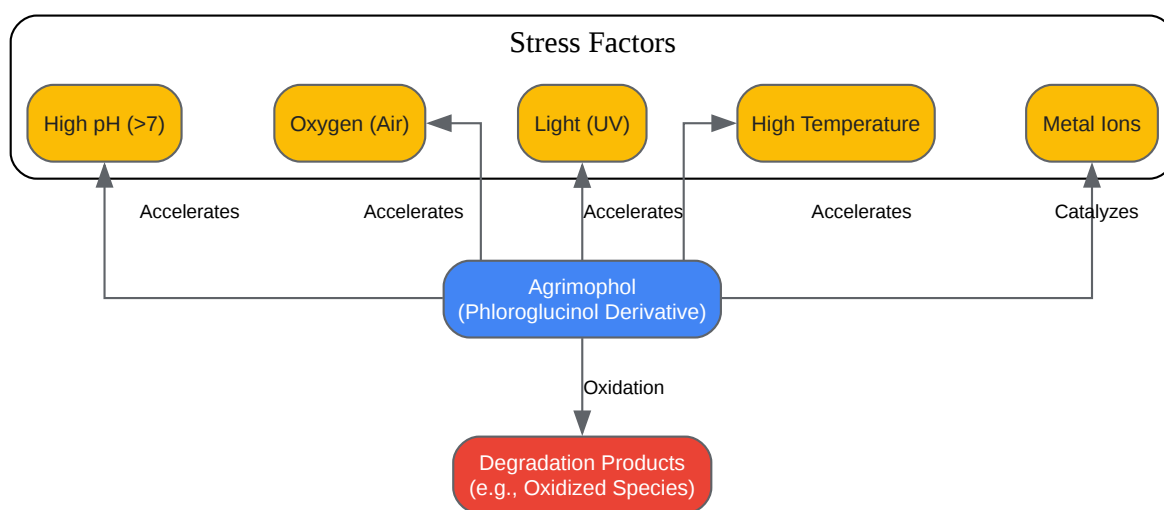 Stress Factors
High pH (>7)
Oxygen (Air)
Light (UV)
High Temperature
Metal Ions
Accelerates
Accelerates
Accelerates
Accelerates
Catalyzes
Agrimophol
(Phloroglucinol Derivative)
Oxidation
Degradation Products
(e.g., Oxidized Species)